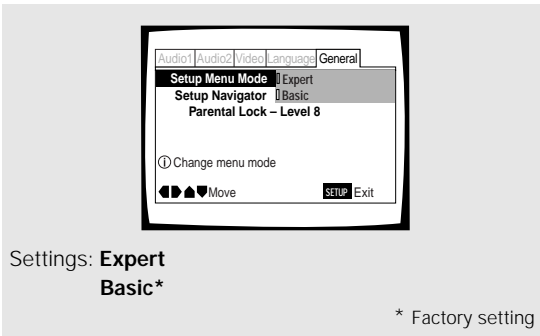 Audio1 Audio2 Video Language General
Setup Menu Mode Expert
Setup Navigator Basic
Parental Lock – Level 8
i Change menu mode
Move SETUP Exit
Settings: Expert
Basic*
* Factory setting